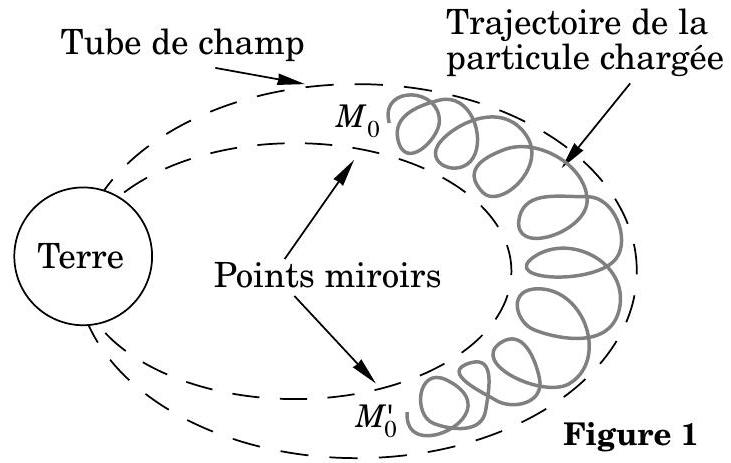 Trajectoire de la
particule chargée
Tube de champ
M₀
Terre
Points miroirs
M'₀
Figure 1